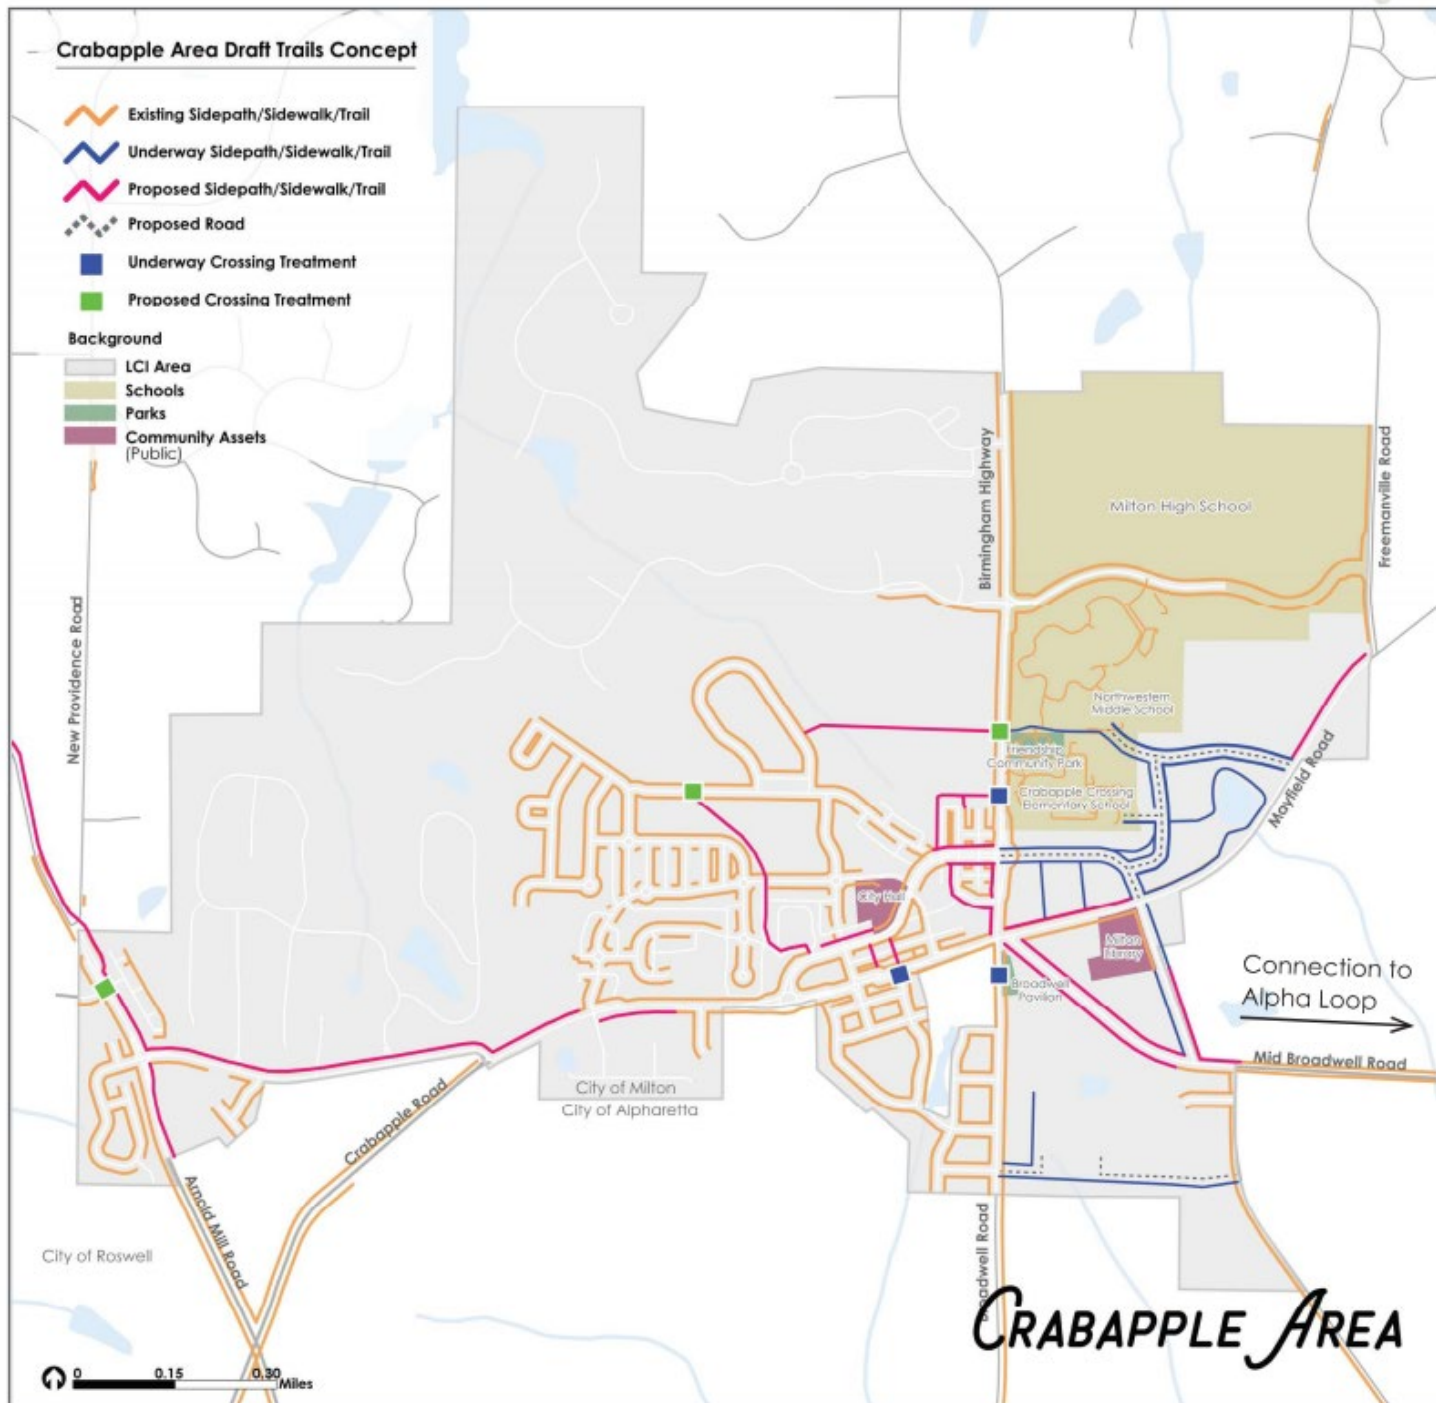 Crabapple Area Draft Trails Concept
Existing Sidepath/Sidewalk/Trail
Underway Sidepath/Sidewalk/Trail
Proposed Sidepath/Sidewalk/Trail
Proposed Road
Underway Crossing Treatment
Proposed Crossing Treatment
Background
LCI Area
Schools
Parks
Community Assets
(Public)
Birmingham Highway
Freemanville Road
Milton High School
New Providence Road
Northwestern
Middle School
Friendship
Community Park
Crabapple Crossing
Elementary School
Mayfield Road
City Hall
Milton
Library
Broadwell
Pavilion
Connection to
Alpha Loop
Mid Broadwell Road
City of Milton
City of Alpharetta
Crabapple Road
Arnold Mill Road
City of Roswell
Broadwell Road
CRABAPPLE AREA
0 0.15 0.30
Miles